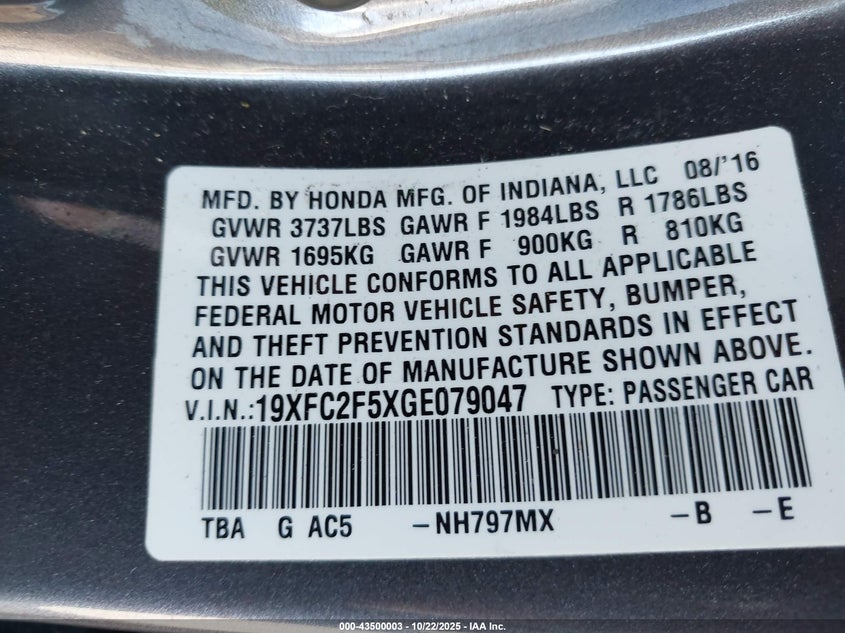 MFD. BY HONDA MFG. OF INDIANA, LLC 08/'16
GVWR 3737LBS GAWR F 1984LBS R 1786LBS
GVWR 1695KG GAWR F 900KG R 810KG
THIS VEHICLE CONFORMS TO ALL APPLICABLE
FEDERAL MOTOR VEHICLE SAFETY, BUMPER,
AND THEFT PREVENTION STANDARDS IN EFFECT
ON THE DATE OF MANUFACTURE SHOWN ABOVE.
V.I.N.:19XFC2F5XGE079047 TYPE: PASSENGER CAR
TBA G AC5 -NH797MX -B -E
000-43500003 | 10/22/2025 - IAA Inc.